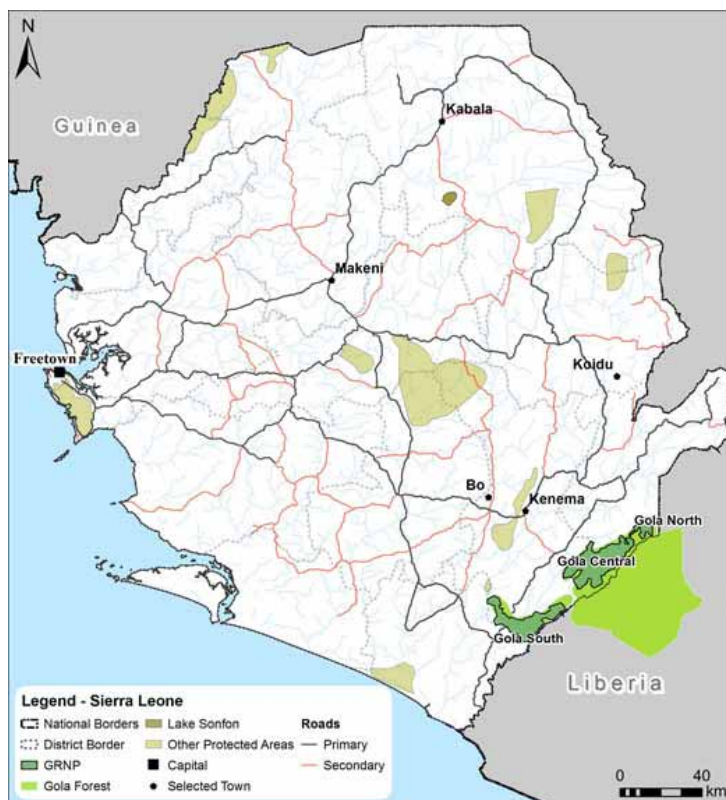 N
Guinea
Kabala
Makeni
Freetown
Koidu
Bo
Kenema
Gola North
Gola Central
Gola South
Liberia
Legend - Sierra Leone
National Borders
District Border
GRNP
Gola Forest
Lake Sonfon
Other Protected Areas
Capital
Selected Town
Roads
Primary
Secondary
0 20 40
km